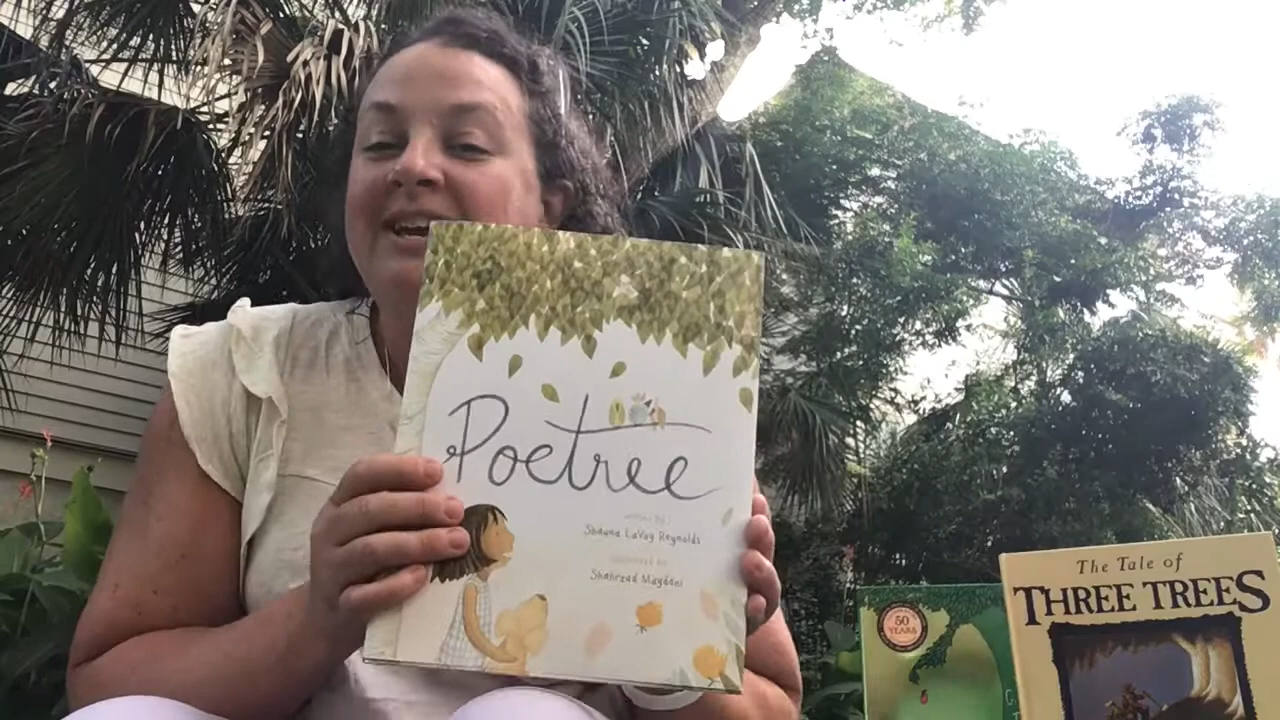 Poetree
written by
Shauna LaVoy Reynolds
illustrated by
Shahrzad Maydani
50
YEARS
The Tale of
THREE TREES